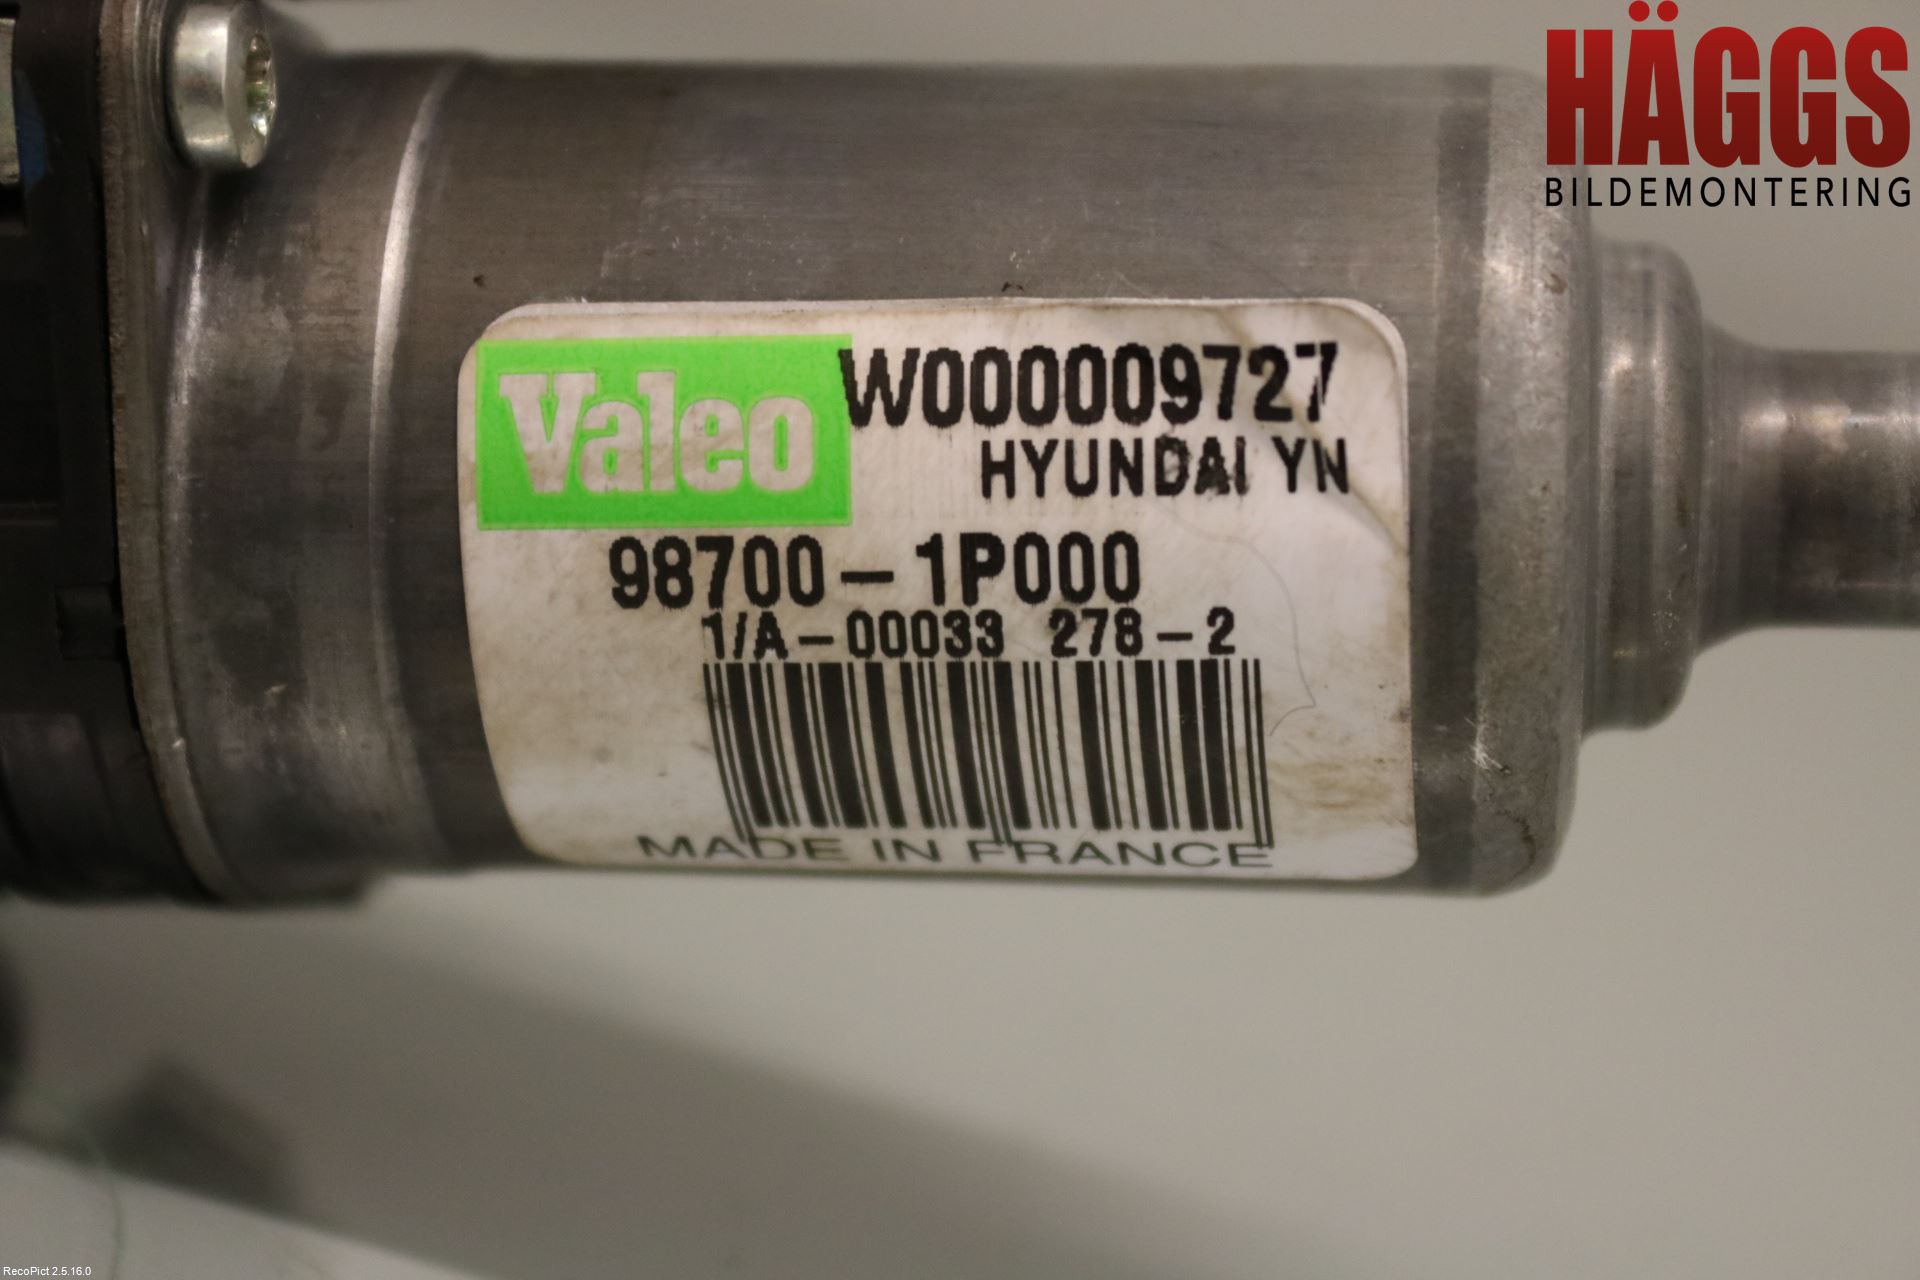 HÄGGS
BILDEMONTERING
Valeo
W000009727
HYUNDAI YN
98700-1P000
1/A-00033 278-2
MADE IN FRANCE
RecoPict 2.5.16.0